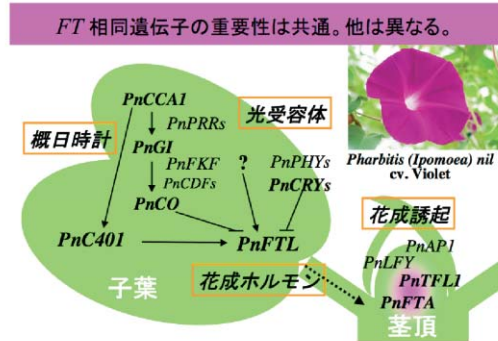 FT 相同遺伝子の重要性は共通。他は異なる。
概日時計
光受容体
PnCCA1
PnPRRs
PnGI
PnFKF
PnCDFs
?
PnPHYs
PnCRYs
PnCO
PnC401
PnFTL
子葉
花成ホルモン
Pharbitis (Ipomoea) nil
cv. Violet
花成誘起
PnAP1
PnLFY
PnTFL1
PnFTA
茎頂